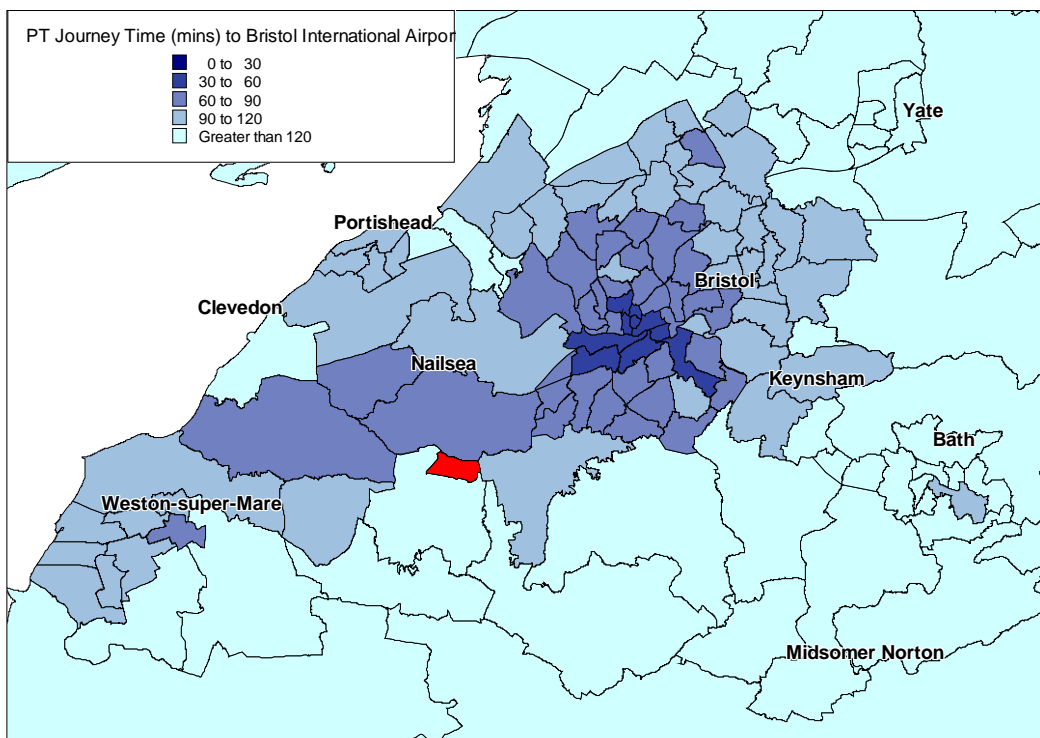 PT Journey Time (mins) to Bristol International Airpor
0 to 30
30 to 60
60 to 90
90 to 120
Greater than 120
Yate
Portishead
Bristol
Clevedon
Nailsea
Keynsham
Bath
Weston-super-Mare
Midsomer Norton